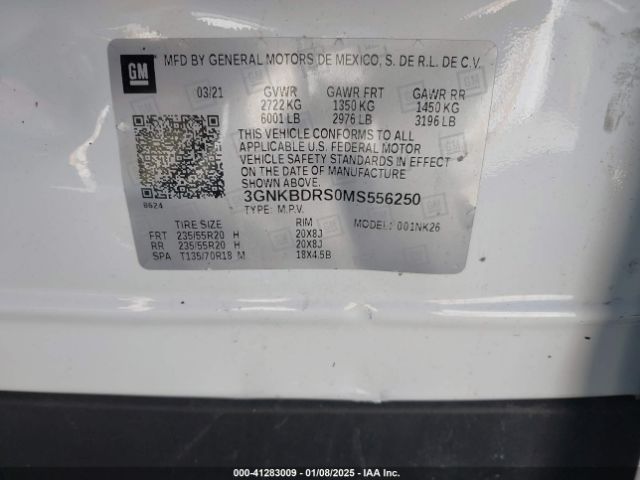 GM
MFD BY GENERAL MOTORS DE MEXICO, S. DE R.L. DE C.V.
03/21 GVWR GAWR FRT GAWR RR
2722 KG 1350 KG 1450 KG
6001 LB 2976 LB 3196 LB
THIS VEHICLE CONFORMS TO ALL
APPLICABLE U.S. FEDERAL MOTOR
VEHICLE SAFETY STANDARDS IN EFFECT
ON THE DATE OF MANUFACTURE
SHOWN ABOVE.
3GNKBDRS0MS556250
8624 TYPE: M.P.V. MODEL: 001NK26
TIRE SIZE RIM
FRT 235/55R20 H 20X8J
RR 235/55R20 H 20X8J
SPA T135/70R18 M 18X4.5B
000-41283009 | 01/08/2025 - IAA Inc.